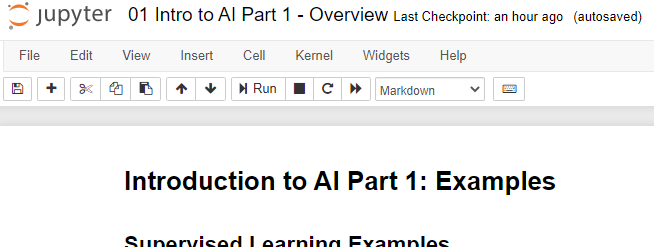 jupyter 01 Intro to AI Part 1 - Overview Last Checkpoint: an hour ago (autosaved)
File Edit View Insert Cell Kernel Widgets Help
Run Markdown
Introduction to AI Part 1: Examples
Supervised Learning Examples